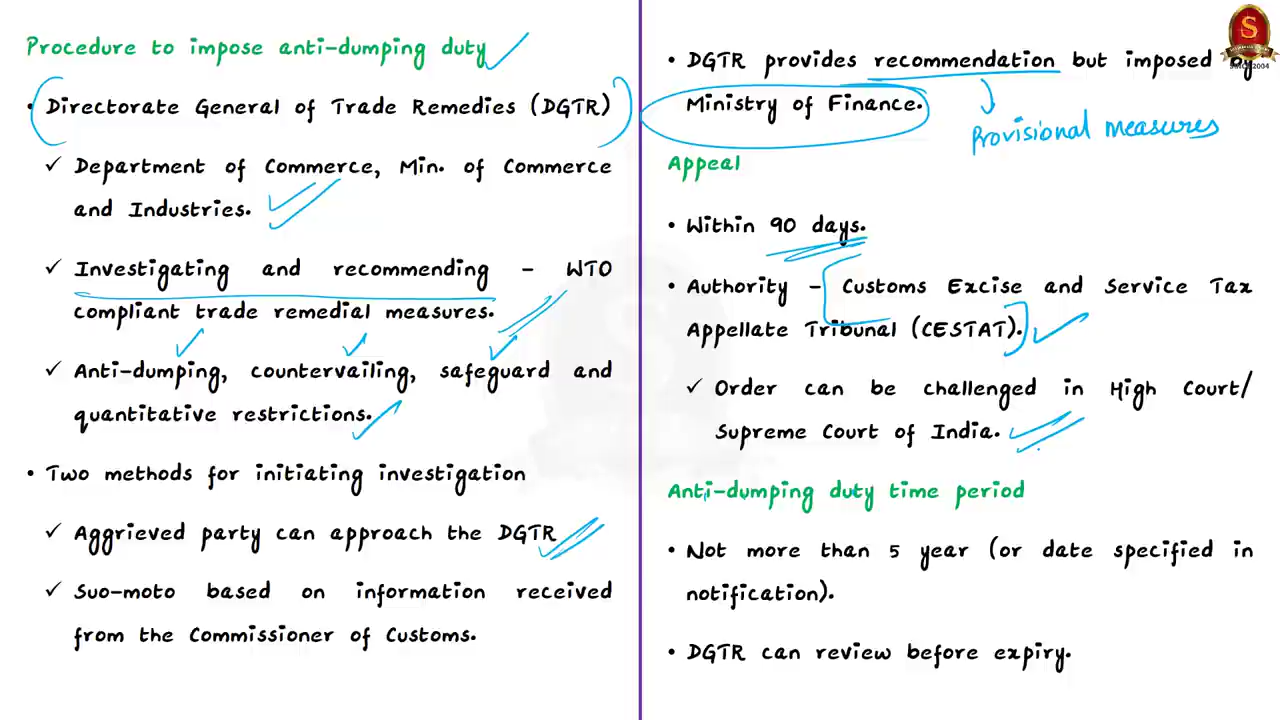 Procedure to impose anti-dumping duty
• Directorate General of Trade Remedies (DGTR)
✓ Department of Commerce, Min. of Commerce
and Industries.
✓ Investigating and recommending - WTO
compliant trade remedial measures.
✓ Anti-dumping, countervailing, safeguard and
quantitative restrictions.
• Two methods for initiating investigation
✓ Aggrieved party can approach the DGTR
✓ Suo-moto based on information received
from the Commissioner of Customs.
• DGTR provides recommendation but imposed by
Ministry of Finance.
Provisional measures
Appeal
• Within 90 days.
• Authority - Customs Excise and Service Tax
Appellate Tribunal (CESTAT).
✓ Order can be challenged in High Court/
Supreme Court of India.
Anti-dumping duty time period
• Not more than 5 year (or date specified in
notification).
• DGTR can review before expiry.
S